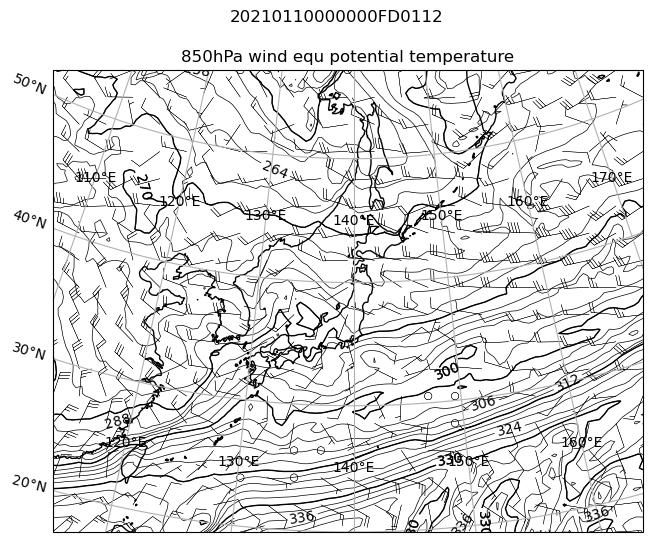 20210110000000FD0112
850hPa wind equ potential temperature
50°N
58
264
110°E
270
120°E
130°E
140°E
150°E
160°E
170°E
40°N
30°N
300
312
306
288
324
120°E
130°E
140°E
330
150°E
160°E
20°N
336
336
330
336